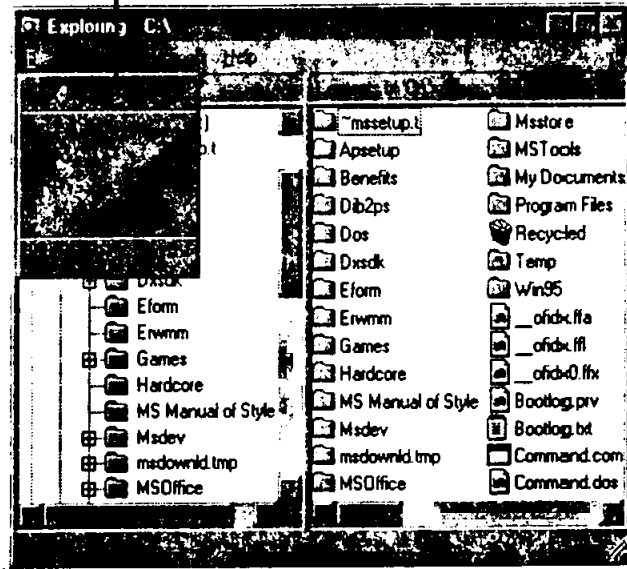 Exploring C:\
Help
~mssetup.t
Apsetup
Benefits
Dib2ps
Dos
Dxsdk
Eform
Erwmm
Games
Hardcore
MS Manual of Style
Msdev
msdownld.tmp
MSOffice
Msstore
MSTools
My Documents
Program Files
Recycled
Temp
Win95
__ofidx.ffa
__ofidx.ffl
__ofidx0.ffx
Bootlog.prv
Bootlog.txt
Command.com
Command.dos
Dxsdk
Eform
Erwmm
Games
Hardcore
MS Manual of Style
Msdev
msdownld.tmp
MSOffice